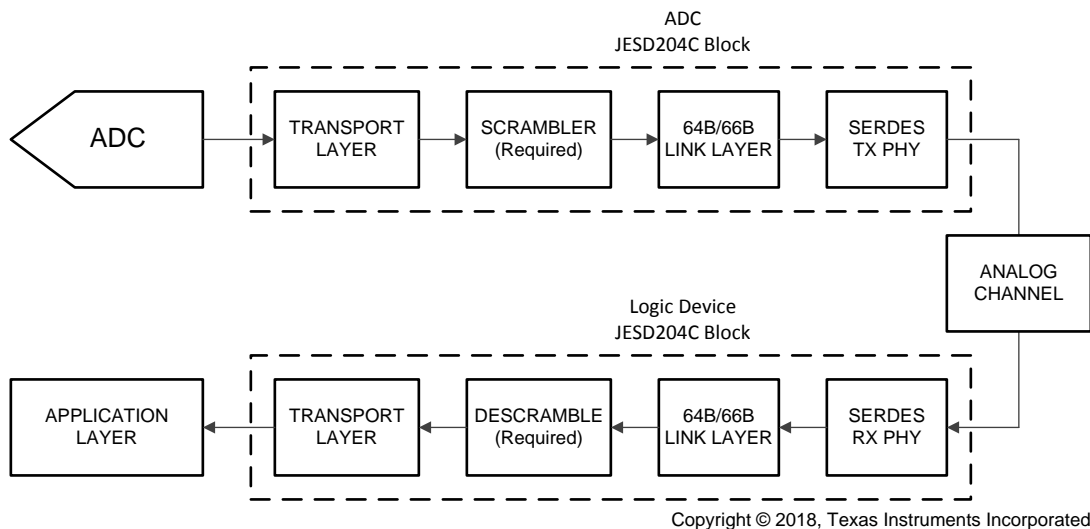 ADC
JESD204C Block
ADC
TRANSPORT
LAYER
SCRAMBLER
(Required)
64B/66B
LINK LAYER
SERDES
TX PHY
ANALOG
CHANNEL
Logic Device
JESD204C Block
APPLICATION
LAYER
TRANSPORT
LAYER
DESCRAMBLE
(Required)
64B/66B
LINK LAYER
SERDES
RX PHY
Copyright © 2018, Texas Instruments Incorporated